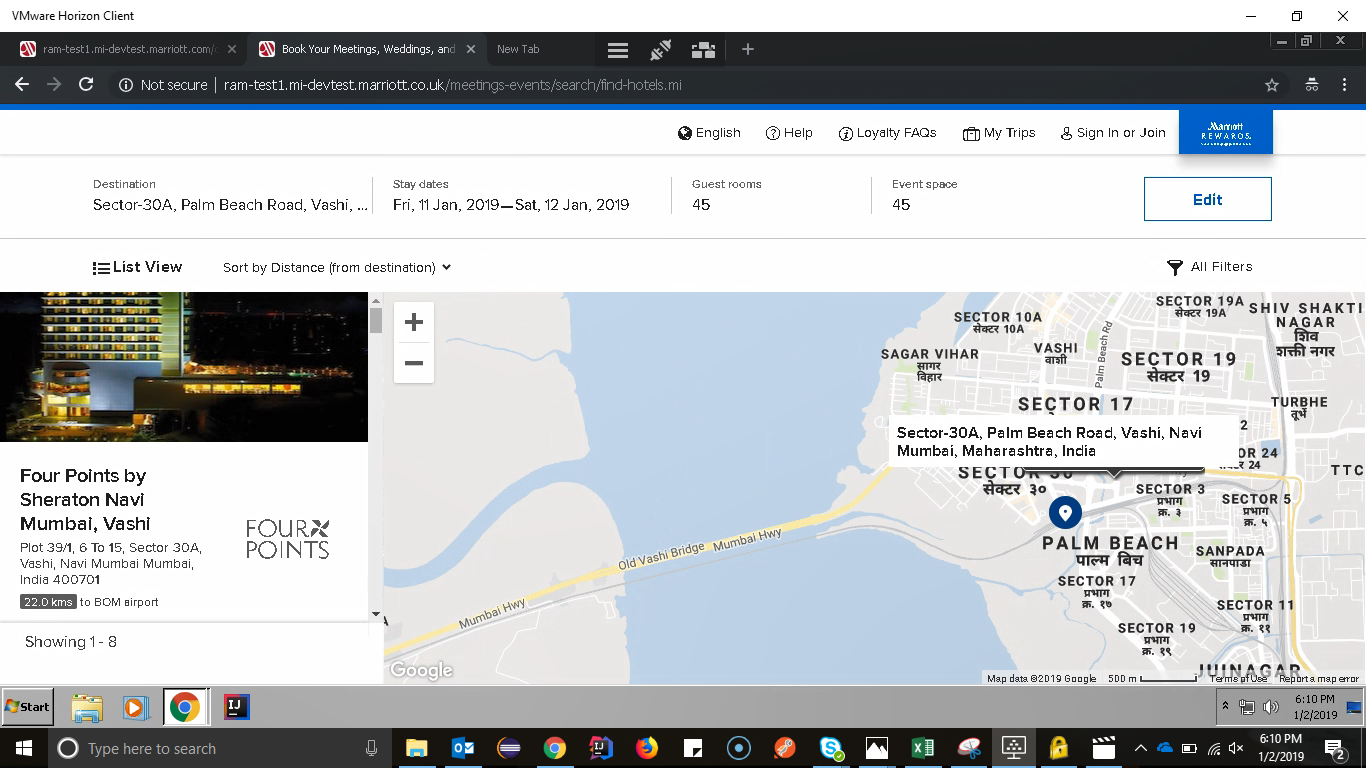 VMware Horizon Client
ram-test1.mi-devtest.marriott.com/
Book Your Meetings, Weddings, and
New Tab
Not secure | ram-test1.mi-devtest.marriott.co.uk/meetings-events/search/find-hotels.mi
English
Help
Loyalty FAQs
My Trips
Sign In or Join
Marriott
REWARDS.
Destination
Sector-30A, Palm Beach Road, Vashi, ...
Stay dates
Fri, 11 Jan, 2019—Sat, 12 Jan, 2019
Guest rooms
45
Event space
45
Edit
List View
Sort by Distance (from destination)
All Filters
Four Points by
Sheraton Navi
Mumbai, Vashi
FOUR
POINTS
Plot 39/1, 6 To 15, Sector 30A,
Vashi, Navi Mumbai Mumbai,
India 400701
22.0 kms to BOM airport
Showing 1 - 8
+
−
SECTOR 10A
सेक्टर 10A
SECTOR 19A
सेक्टर 19A
SHIV SHAKTI
NAGAR
शिव
शक्ती नगर
SAGAR VIHAR
सागर
विहार
VASHI
वाशी
Palm Beach Rd
SECTOR 19
सेक्टर 19
SECTOR 17
TURBHE
तूर्भे
2
Sector-30A, Palm Beach Road, Vashi, Navi
Mumbai, Maharashtra, India
OR 24
24
SECTOR 30
सेक्टर ३०
TTC
SECTOR 3
प्रभाग
क्र. ३
SECTOR 5
प्रभाग
क्र. ५
PALM BEACH
पाल्म बिच
SANPADA
सानपाडा
Old Vashi Bridge
Mumbai Hwy
Mumbai Hwy
SECTOR 17
प्रभाग
क्र. १७
SECTOR 11
प्रभाग
क्र. ११
SECTOR 19
प्रभाग
क्र. १९
JUINAGAR
A
Google
Map data ©2019 Google
500 m
Terms of Use
Report a map error
Start
IJ
6:10 PM
1/2/2019
Type here to search
6:10 PM
1/2/2019
2